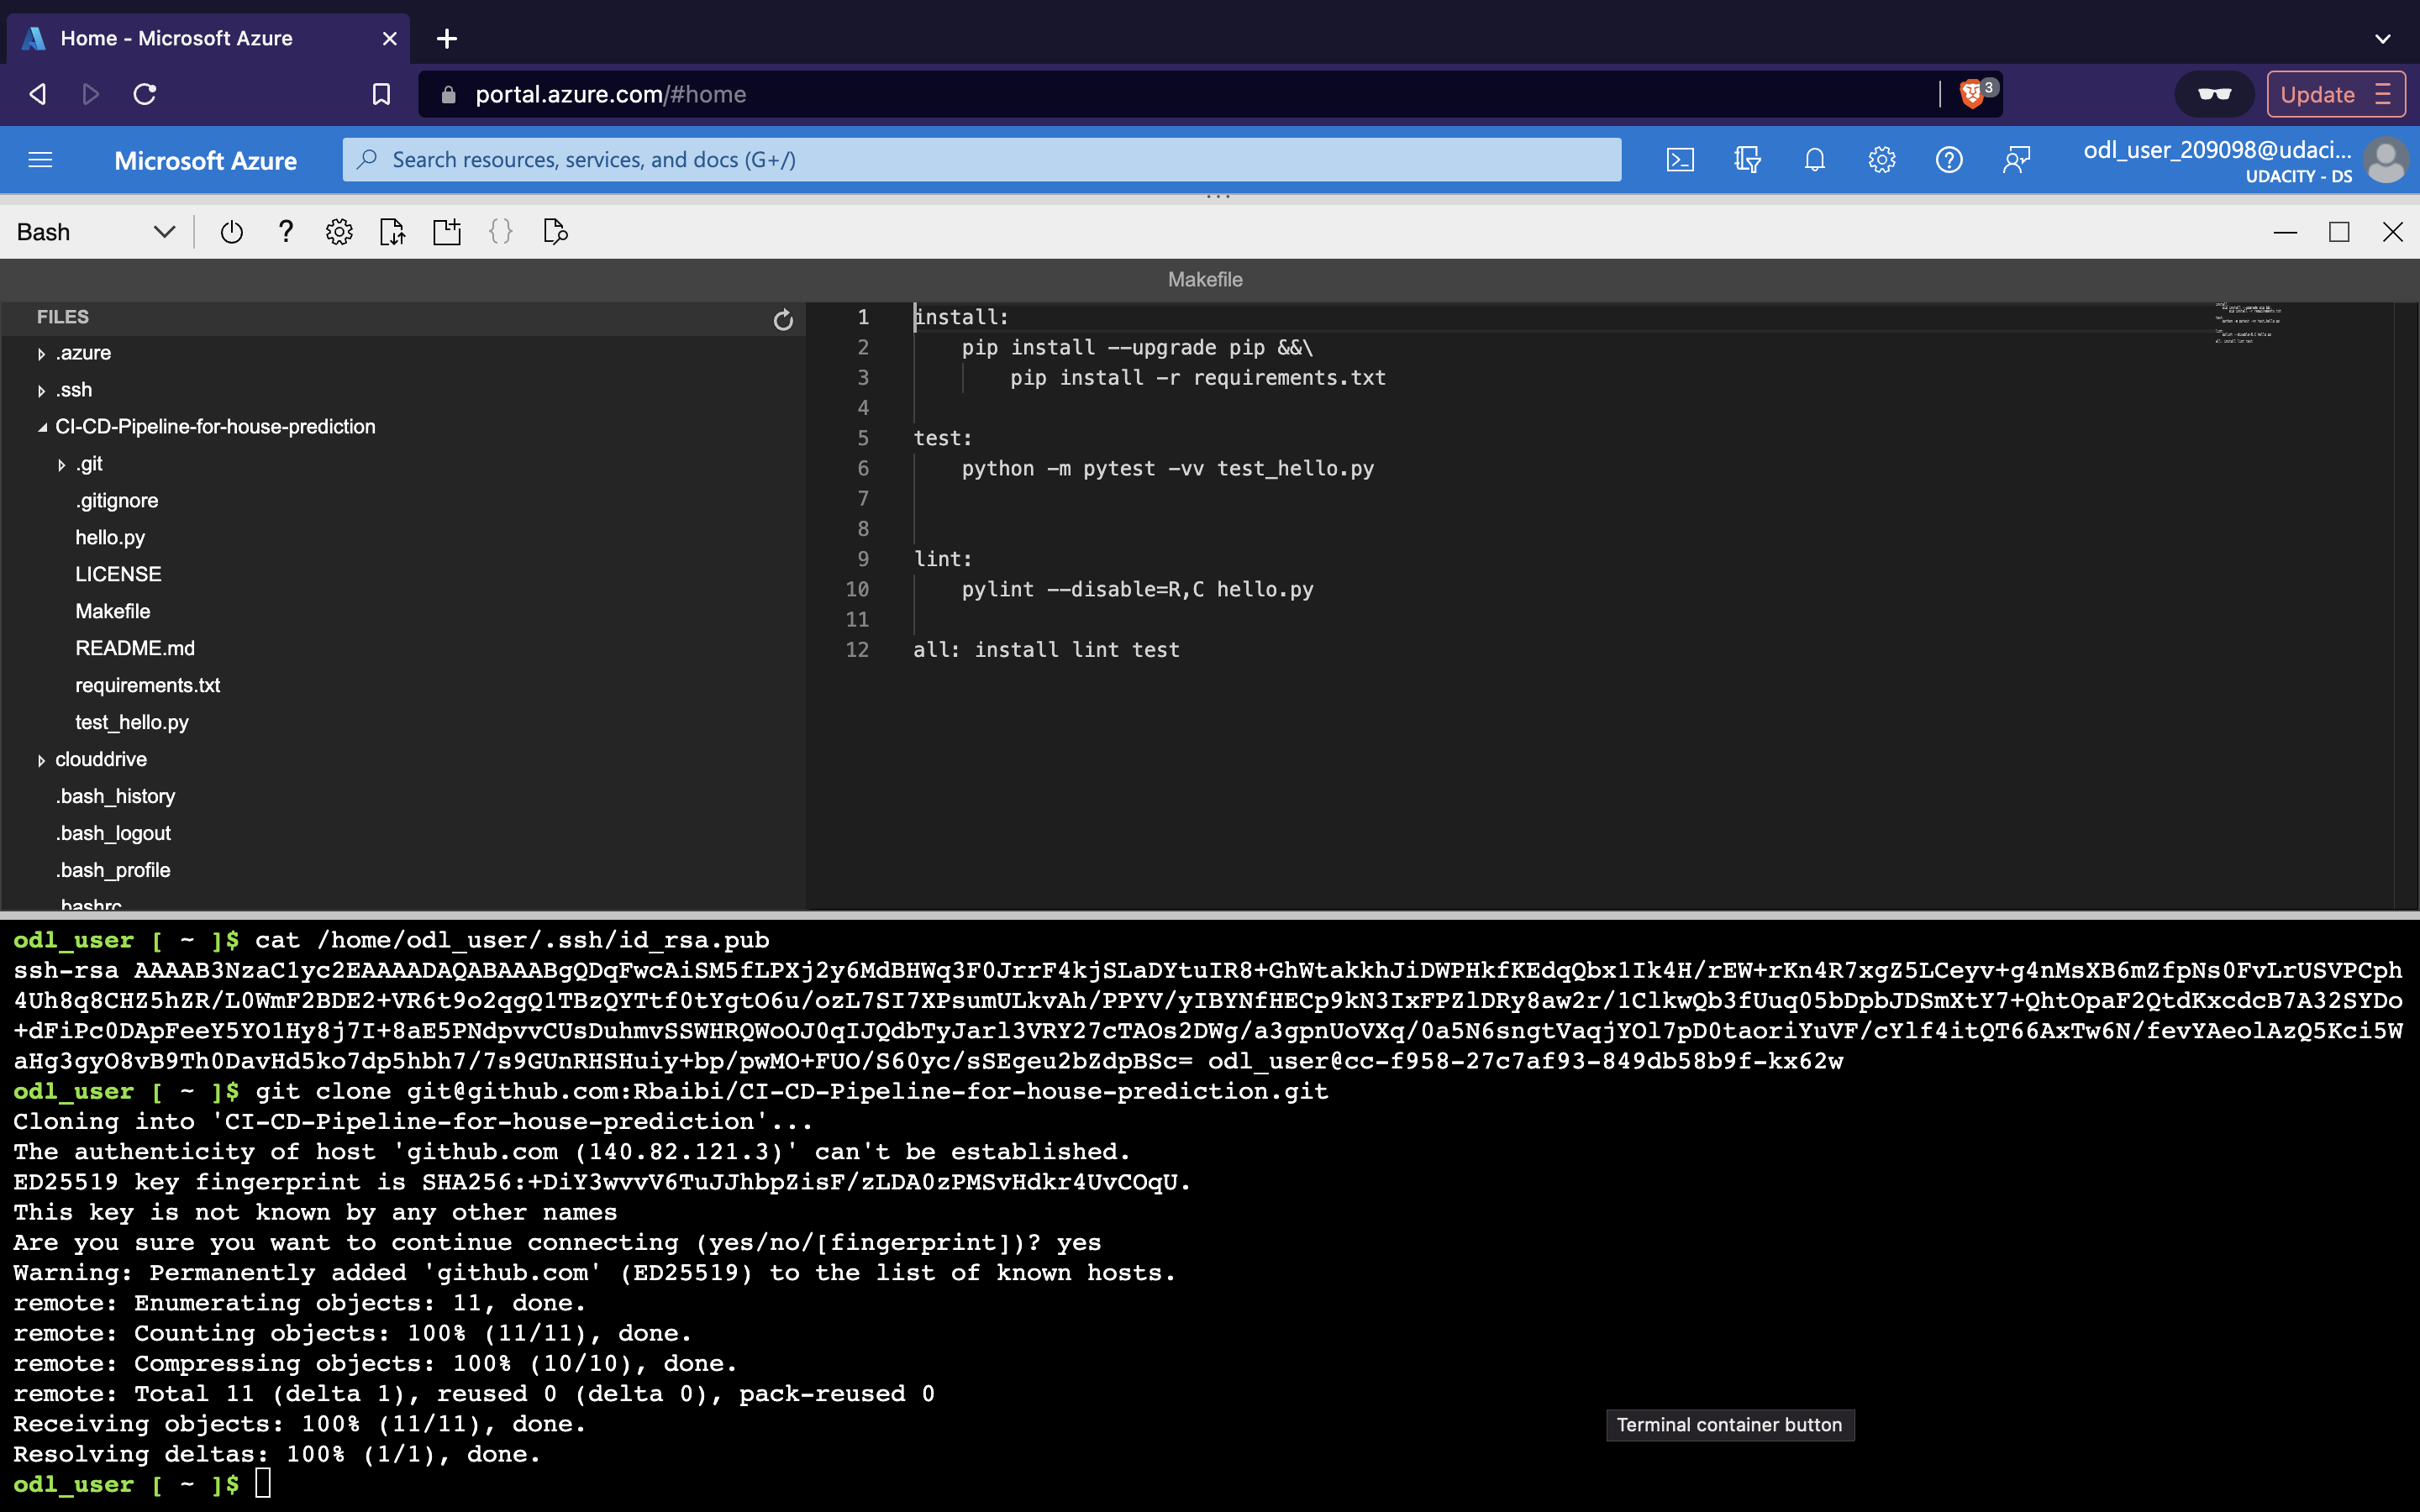 Home - Microsoft Azure
portal.azure.com/#home
3
Update
Microsoft Azure
Search resources, services, and docs (G+/)
odl_user_209098@udaci...
UDACITY - DS
Bash
Makefile
FILES
.azure
.ssh
CI-CD-Pipeline-for-house-prediction
.git
.gitignore
hello.py
LICENSE
Makefile
README.md
requirements.txt
test_hello.py
clouddrive
.bash_history
.bash_logout
.bash_profile
.bashrc
1 install:
2 pip install --upgrade pip &&\
3 pip install -r requirements.txt
4
5 test:
6 python -m pytest -vv test_hello.py
7
8
9 lint:
10 pylint --disable=R,C hello.py
11
12 all: install lint test
odl_user [ ~ ]$ cat /home/odl_user/.ssh/id_rsa.pub
ssh-rsa AAAAB3NzaC1yc2EAAAADAQABAAABgQDqFwcAiSM5fLPXj2y6MdBHWq3F0JrrF4kjSLaDYtuIR8+GhWtakkhJiDWPHkfKEdqQbx1Ik4H/rEW+rKn4R7xgZ5LCeyv+g4nMsXB6mZfpNs0FvLrUSVPCph
4Uh8q8CHZ5hZR/L0WmF2BDE2+VR6t9o2qgQ1TBzQYTtf0tYgtO6u/ozL7SI7XPsumULkvAh/PPYV/yIBYNfHECp9kN3IxFPZlDRy8aw2r/1ClkwQb3fUuq05bDpbJDSmXtY7+QhtOpaF2QtdKxcdcB7A32SYDo
+dFiPc0DApFeeY5YO1Hy8j7I+8aE5PNdpvvCUsDuhmvSSWHRQWoOJ0qIJQdbTyJarl3VRY27cTAOs2DWg/a3gpnUoVXq/0a5N6sngtVaqjYOl7pD0taoriYuVF/cYlf4itQT66AxTw6N/fevYAeolAzQ5Kci5W
aHg3gyO8vB9Th0DavHd5ko7dp5hbh7/7s9GUnRHSHuiy+bp/pwMO+FUO/S60yc/sSEgeu2bZdpBSc= odl_user@cc-f958-27c7af93-849db58b9f-kx62w
odl_user [ ~ ]$ git clone git@github.com:Rbaibi/CI-CD-Pipeline-for-house-prediction.git
Cloning into 'CI-CD-Pipeline-for-house-prediction'...
The authenticity of host 'github.com (140.82.121.3)' can't be established.
ED25519 key fingerprint is SHA256:+DiY3wvvV6TuJJhbpZisF/zLDA0zPMSvHdkr4UvCOqU.
This key is not known by any other names
Are you sure you want to continue connecting (yes/no/[fingerprint])? yes
Warning: Permanently added 'github.com' (ED25519) to the list of known hosts.
remote: Enumerating objects: 11, done.
remote: Counting objects: 100% (11/11), done.
remote: Compressing objects: 100% (10/10), done.
remote: Total 11 (delta 1), reused 0 (delta 0), pack-reused 0
Receiving objects: 100% (11/11), done.
Terminal container button
Resolving deltas: 100% (1/1), done.
odl_user [ ~ ]$